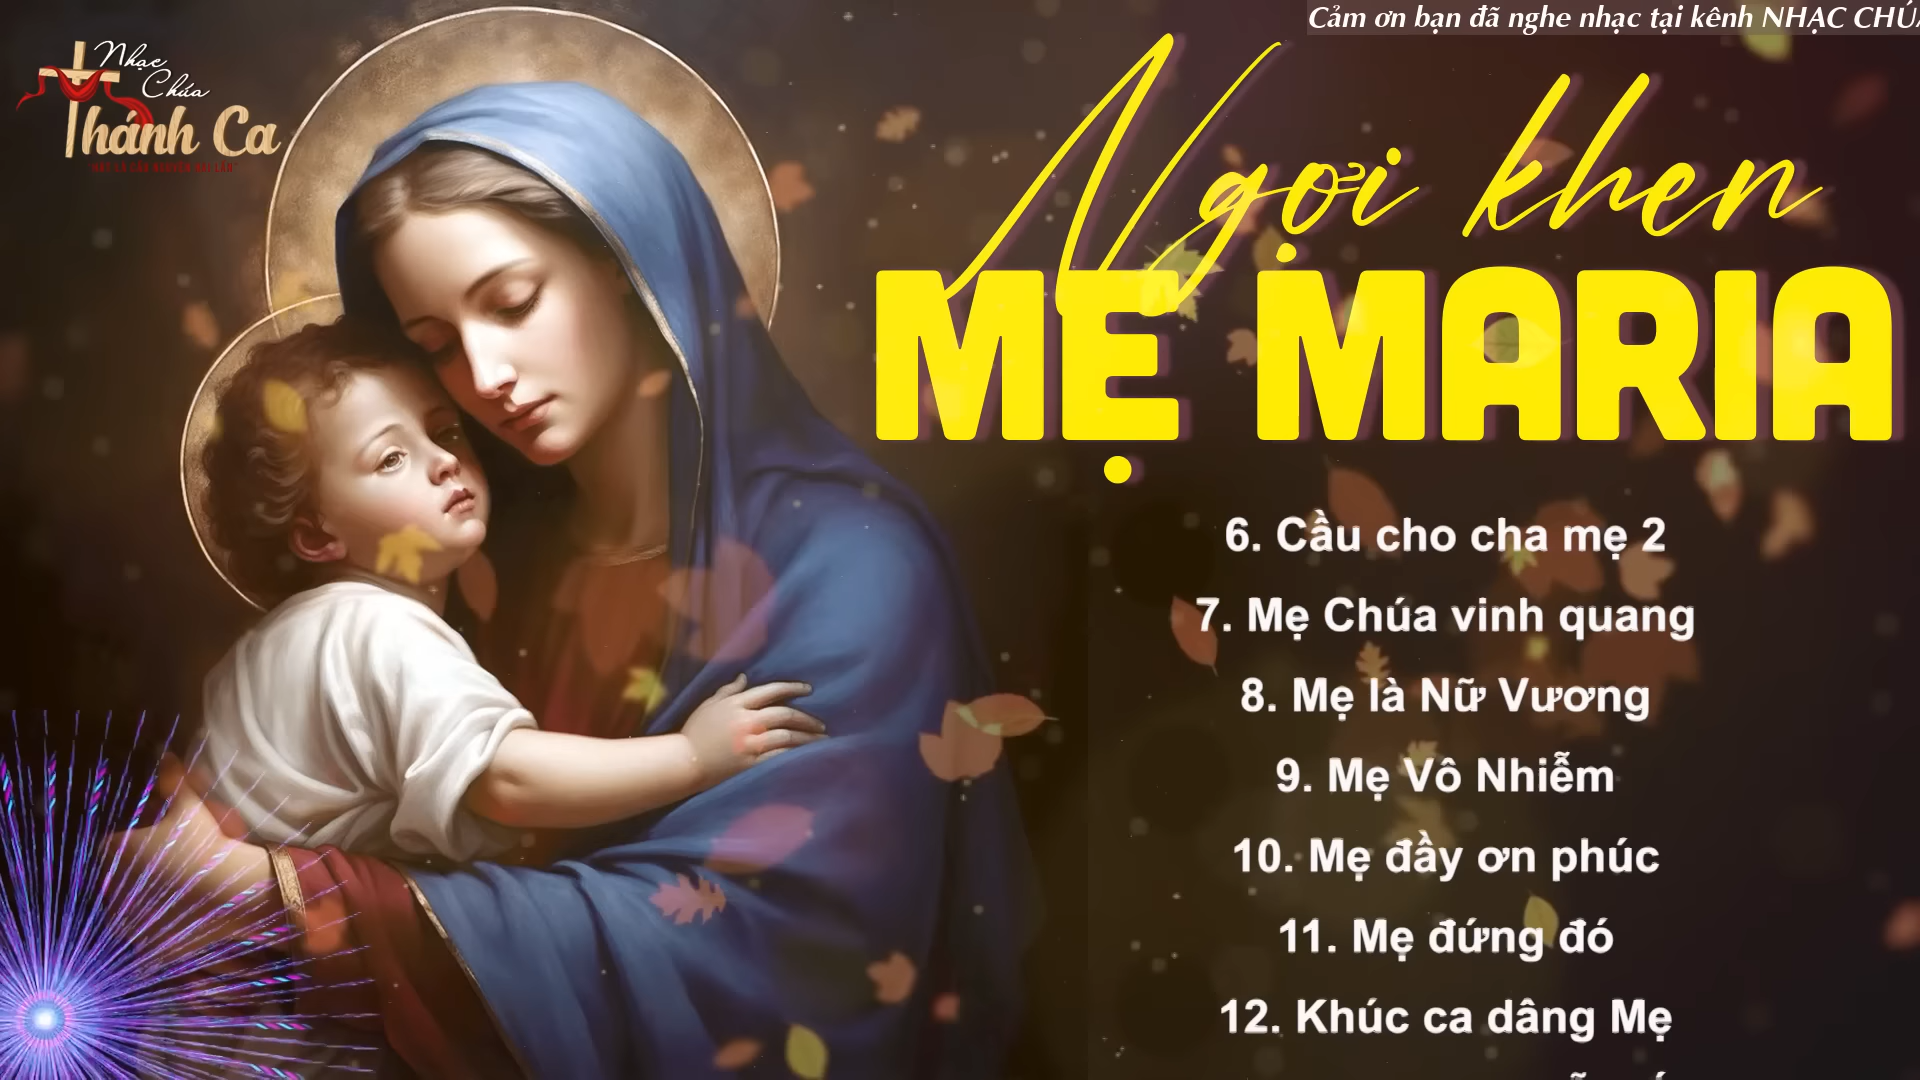 Cảm ơn bạn đã nghe nhạc tại kênh NHẠC CHÚA
Nhạc
Chúa
Thánh Ca
Ngợi khen
MẸ MARIA
6. Cầu cho cha mẹ 2
7. Mẹ Chúa vinh quang
8. Mẹ là Nữ Vương
9. Mẹ Vô Nhiễm
10. Mẹ đầy ơn phúc
11. Mẹ đứng đó
12. Khúc ca dâng Mẹ